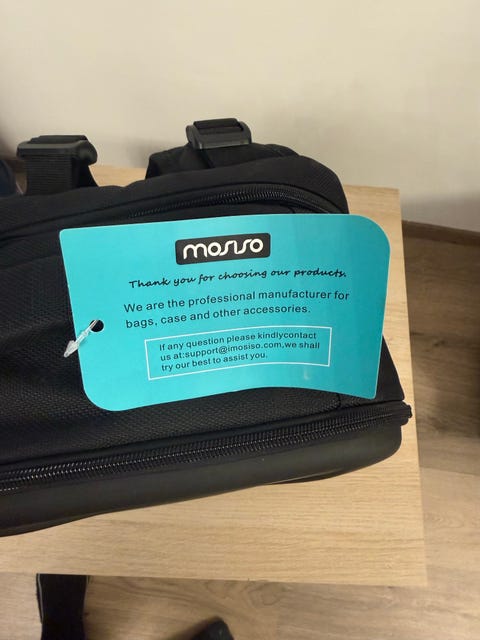 mosiso
Thank you for choosing our products.
We are the professional manufacturer for
bags, case and other accessories.
If any question please kindlycontact
us at:support@imosiso.com,we shall
try our best to assist you.